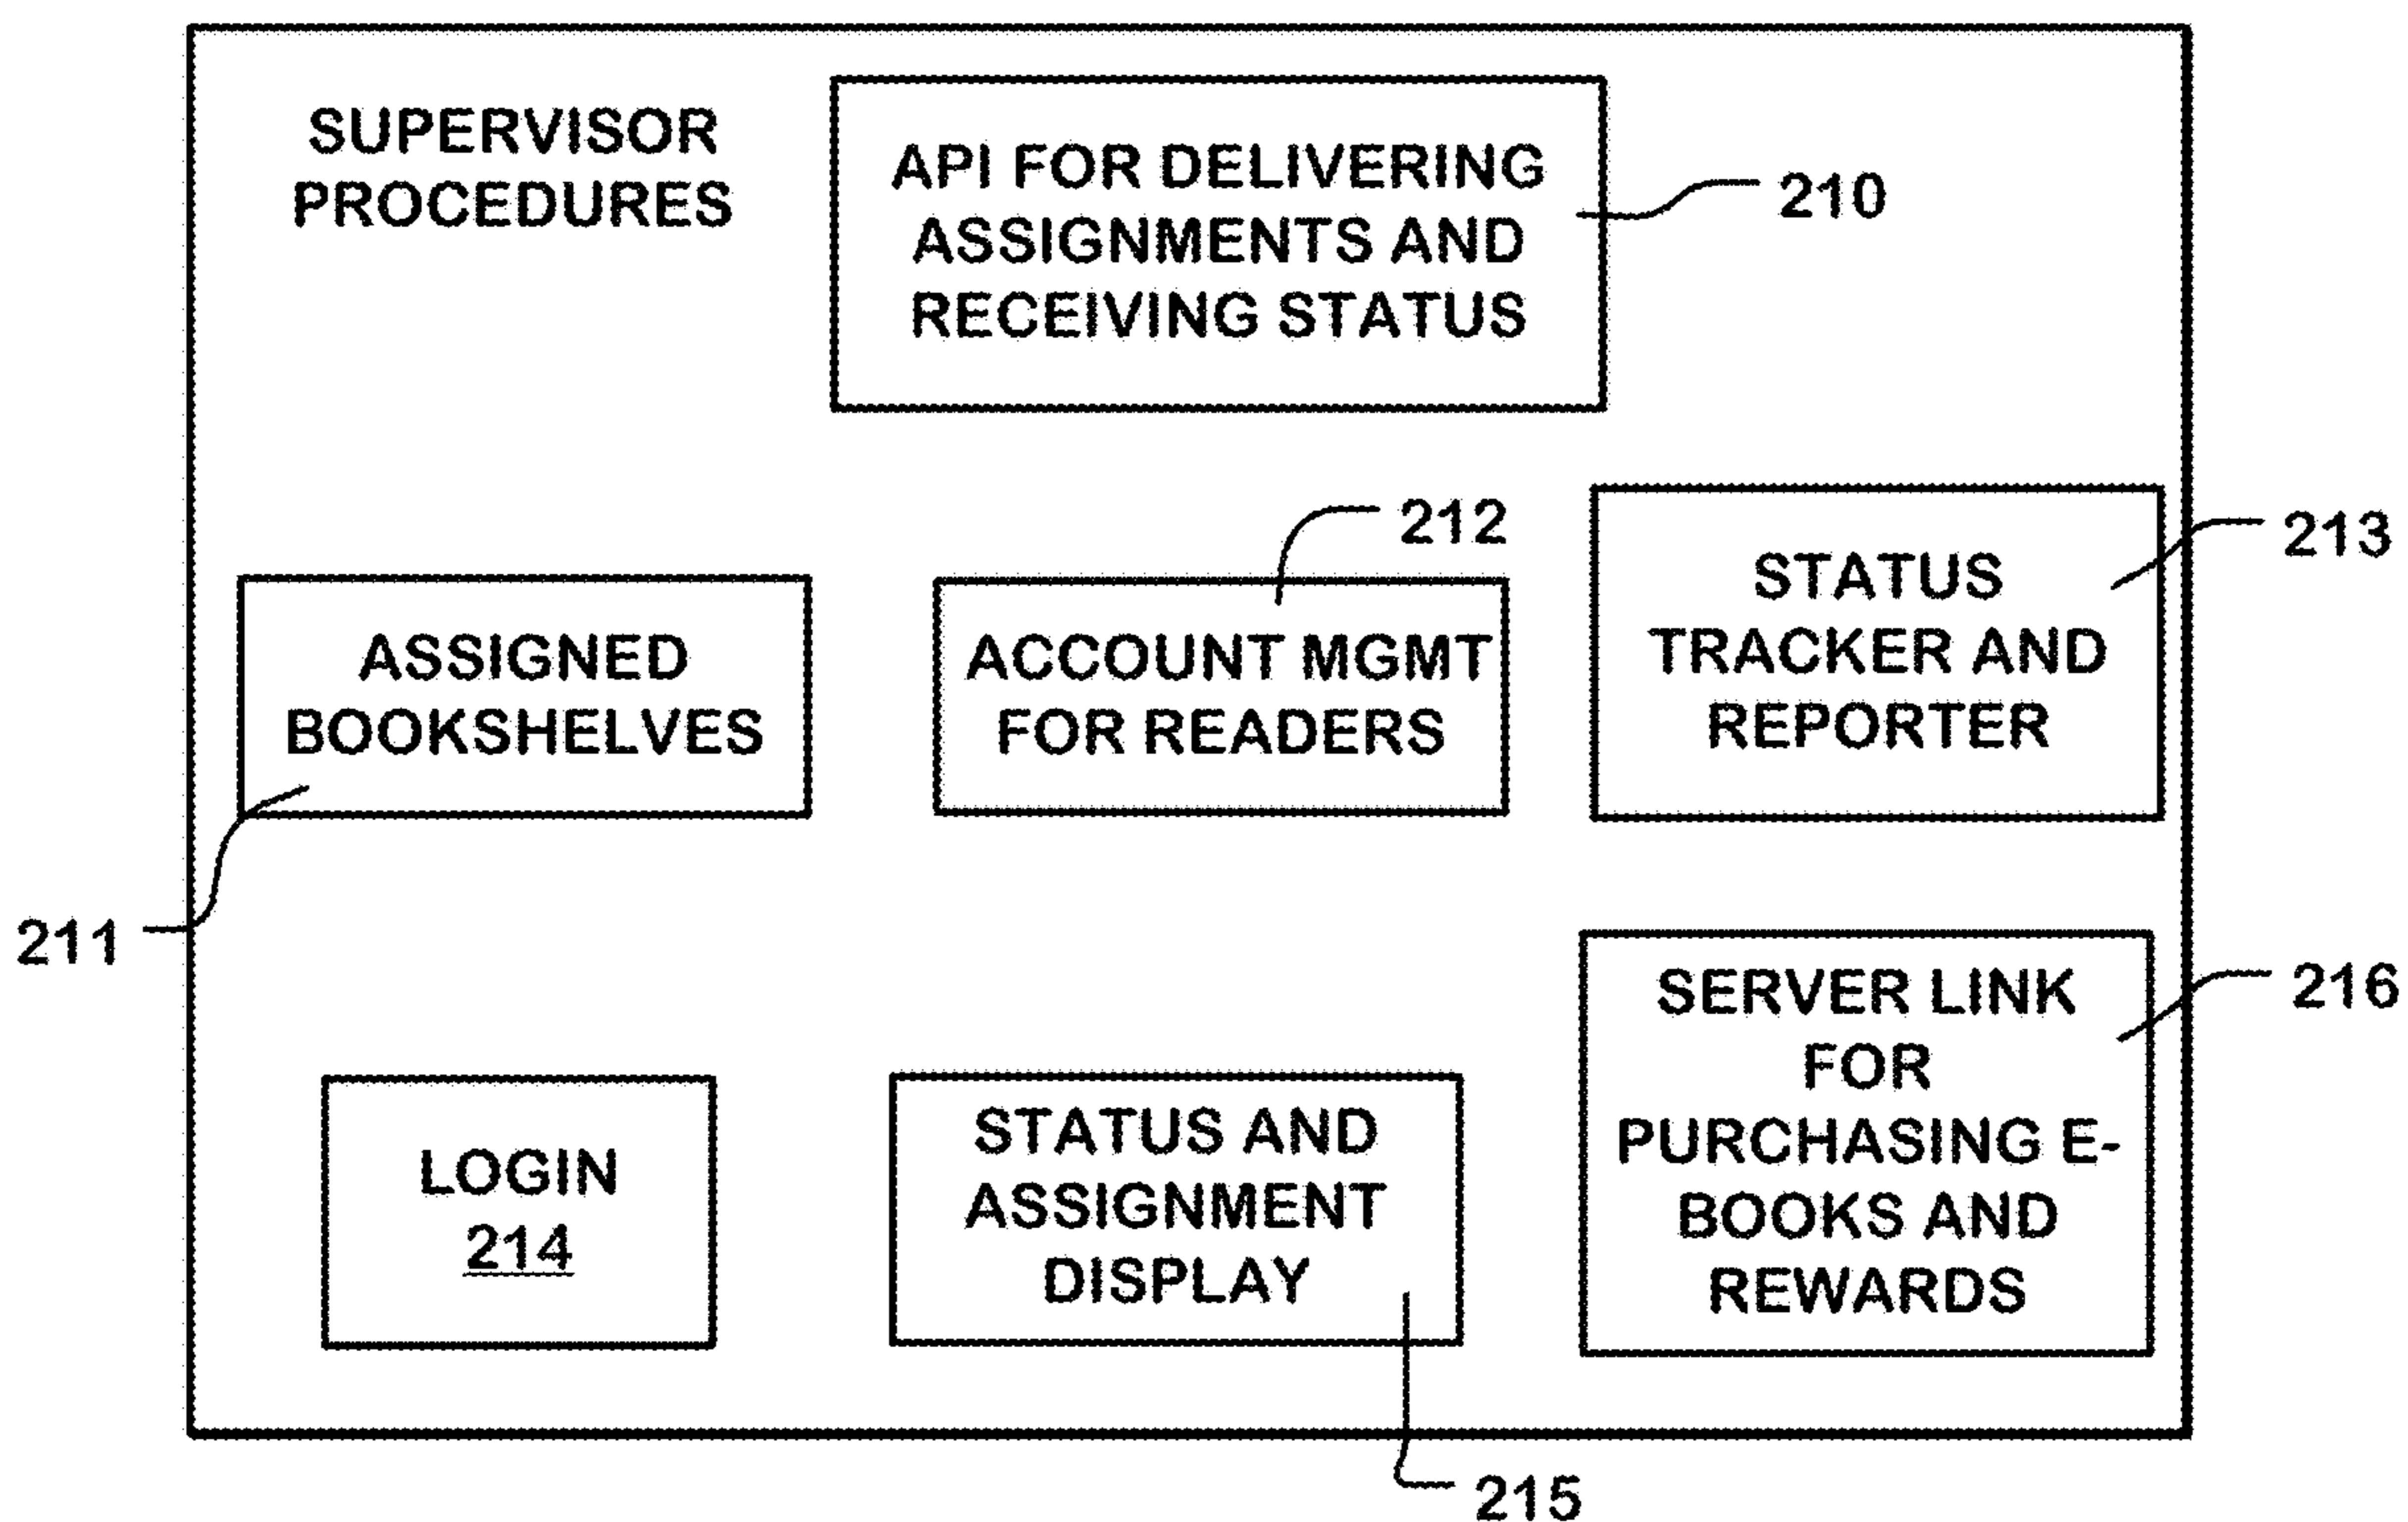 SUPERVISOR
PROCEDURES
API FOR DELIVERING
ASSIGNMENTS AND
RECEIVING STATUS
210
212
213
ASSIGNED
BOOKSHELVES
ACCOUNT MGMT
FOR READERS
STATUS
TRACKER AND
REPORTER
211
216
LOGIN
214
STATUS AND
ASSIGNMENT
DISPLAY
SERVER LINK
FOR
PURCHASING E-
BOOKS AND
REWARDS
215